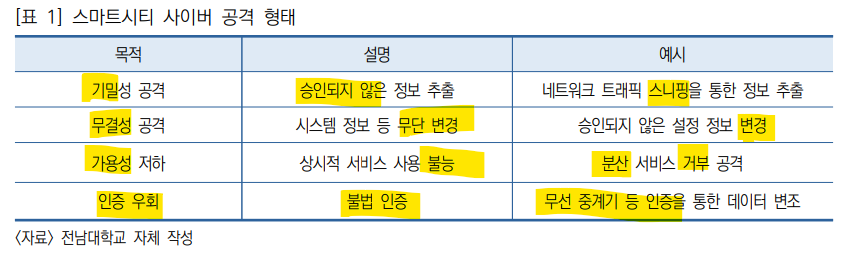 [표 1] 스마트시티 사이버 공격 형태
목적 설명 예시
기밀성 공격 승인되지 않은 정보 추출 네트워크 트래픽 스니핑을 통한 정보 추출
무결성 공격 시스템 정보 등 무단 변경 승인되지 않은 설정 정보 변경
가용성 저하 상시적 서비스 사용 불능 분산 서비스 거부 공격
인증 우회 불법 인증 무선 중계기 등 인증을 통한 데이터 변조
<자료> 전남대학교 자체 작성